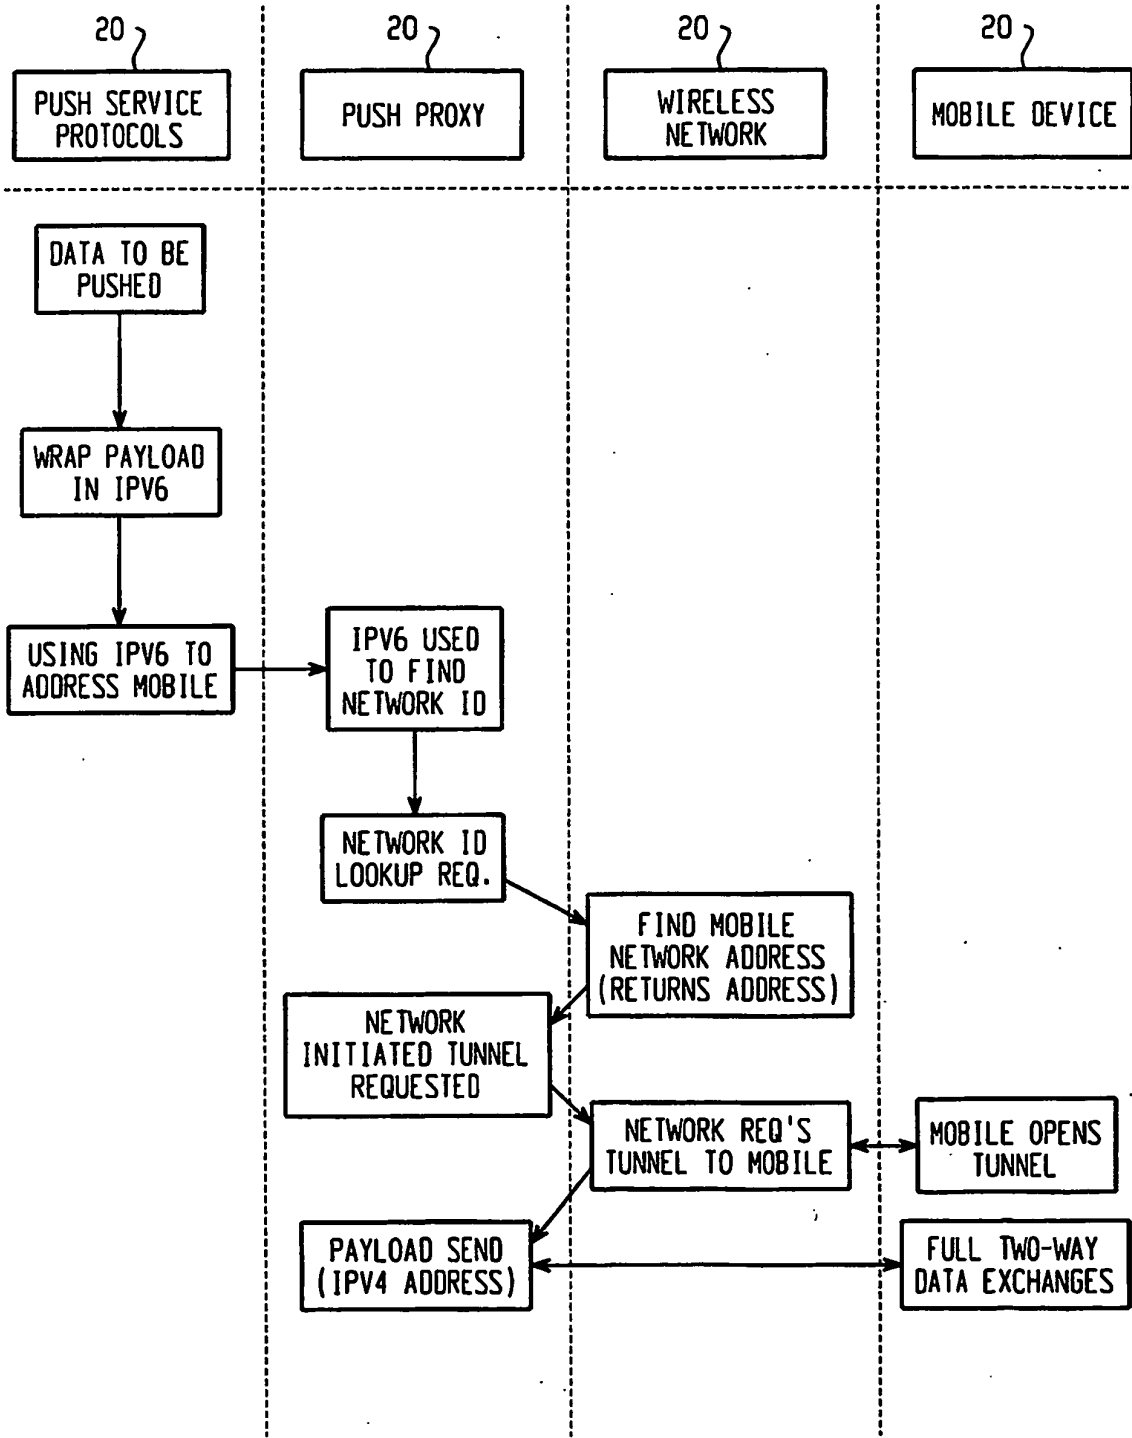 20
20
20
20
PUSH SERVICE
PROTOCOLS
PUSH PROXY
WIRELESS
NETWORK
MOBILE DEVICE
DATA TO BE
PUSHED
WRAP PAYLOAD
IN IPV6
USING IPV6 TO
ADDRESS MOBILE
IPV6 USED
TO FIND
NETWORK ID
NETWORK ID
LOOKUP REQ.
FIND MOBILE
NETWORK ADDRESS
(RETURNS ADDRESS)
NETWORK
INITIATED TUNNEL
REQUESTED
NETWORK REQ'S
TUNNEL TO MOBILE
MOBILE OPENS
TUNNEL
PAYLOAD SEND
(IPV4 ADDRESS)
FULL TWO-WAY
DATA EXCHANGES